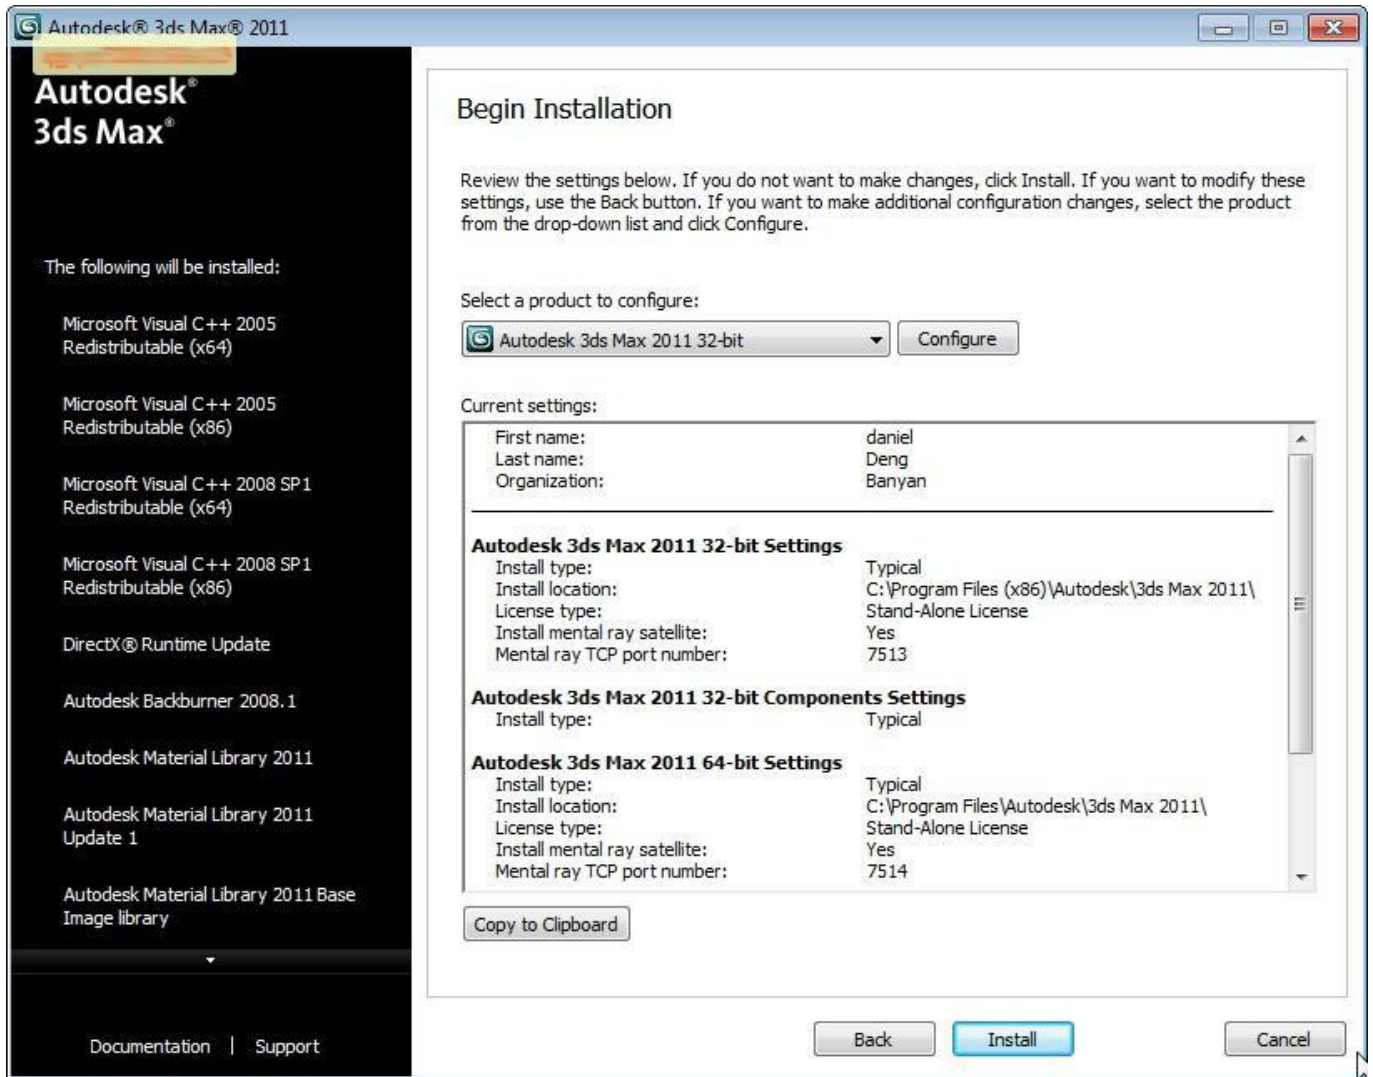 Autodesk® 3ds Max® 2011
Autodesk®
3ds Max®
The following will be installed:
Microsoft Visual C++ 2005
Redistributable (x64)
Microsoft Visual C++ 2005
Redistributable (x86)
Microsoft Visual C++ 2008 SP1
Redistributable (x64)
Microsoft Visual C++ 2008 SP1
Redistributable (x86)
DirectX® Runtime Update
Autodesk Backburner 2008.1
Autodesk Material Library 2011
Autodesk Material Library 2011
Update 1
Autodesk Material Library 2011 Base
Image library
Documentation | Support
Begin Installation
Review the settings below. If you do not want to make changes, click Install. If you want to modify these
settings, use the Back button. If you want to make additional configuration changes, select the product
from the drop-down list and click Configure.
Select a product to configure:
Autodesk 3ds Max 2011 32-bit Configure
Current settings:
First name: daniel
Last name: Deng
Organization: Banyan
Autodesk 3ds Max 2011 32-bit Settings
Install type: Typical
Install location: C:\Program Files (x86)\Autodesk\3ds Max 2011\
License type: Stand-Alone License
Install mental ray satellite: Yes
Mental ray TCP port number: 7513
Autodesk 3ds Max 2011 32-bit Components Settings
Install type: Typical
Autodesk 3ds Max 2011 64-bit Settings
Install type: Typical
Install location: C:\Program Files\Autodesk\3ds Max 2011\
License type: Stand-Alone License
Install mental ray satellite: Yes
Mental ray TCP port number: 7514
Copy to Clipboard
Back Install Cancel